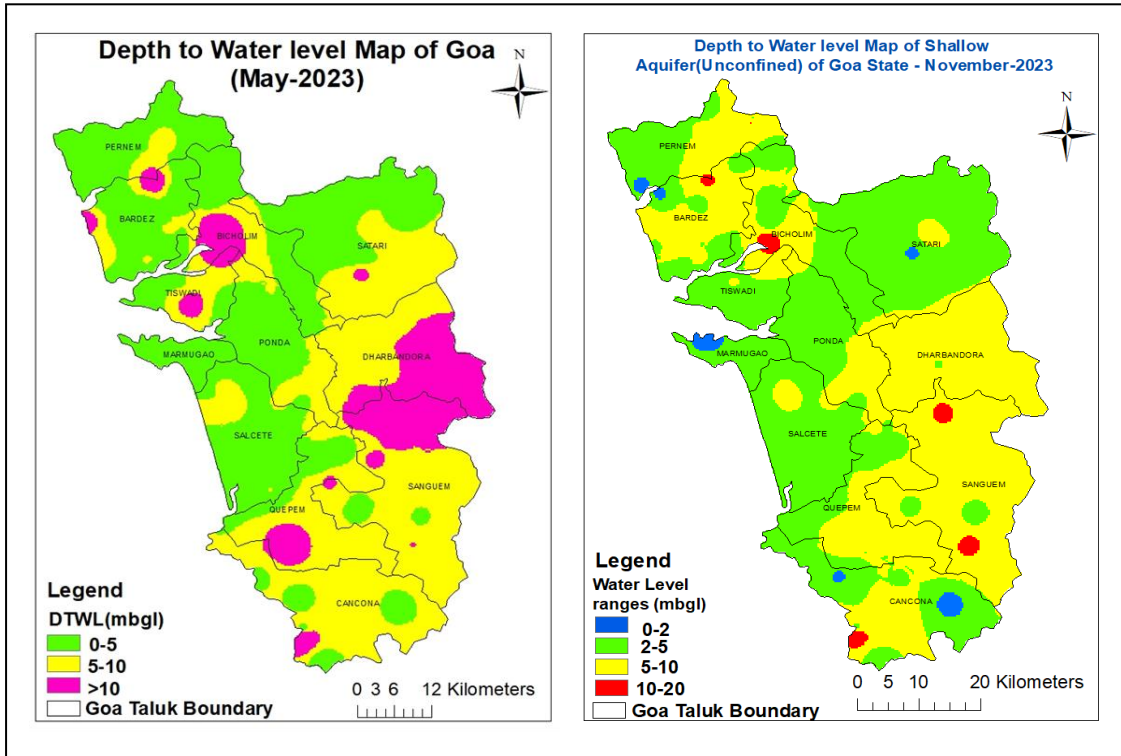 Depth to Water level Map of Goa
(May-2023)
N
PERNEM
BARDEZ
BICHOLIM
SATARI
TISWADI
PONDA
MARMUGAO
DHARBANDORA
SALCETE
SANGUEM
QUEPEM
CANCONA
Legend
DTWL(mbgl)
0-5
5-10
>10
Goa Taluk Boundary
0 3 6 12 Kilometers
Depth to Water level Map of Shallow
Aquifer(Unconfined) of Goa State - November-2023
N
PERNEM
BARDEZ
BICHOLIM
SATARI
TISWADI
PONDA
MARMUGAO
DHARBANDORA
SALCETE
SANGUEM
QUEPEM
CANCONA
Legend
Water Level
ranges (mbgl)
0-2
2-5
5-10
10-20
Goa Taluk Boundary
0 5 10 20 Kilometers